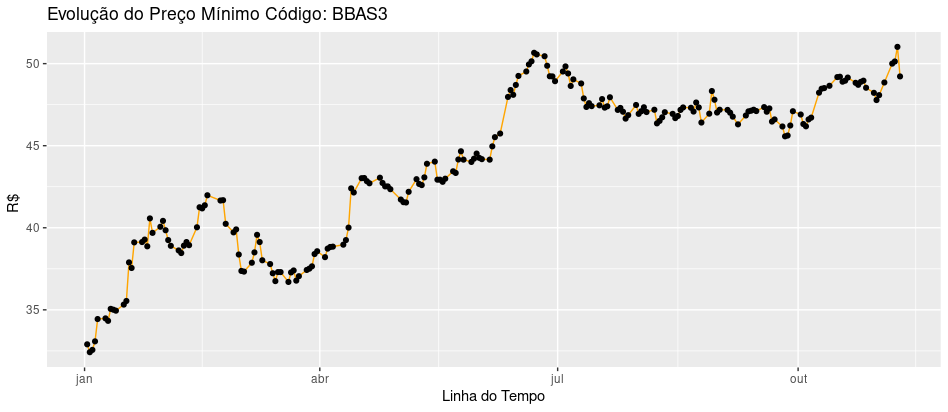 Evolução do Preço Mínimo Código: BBAS3
50
45
40
35
R$
jan abr jul out
Linha do Tempo